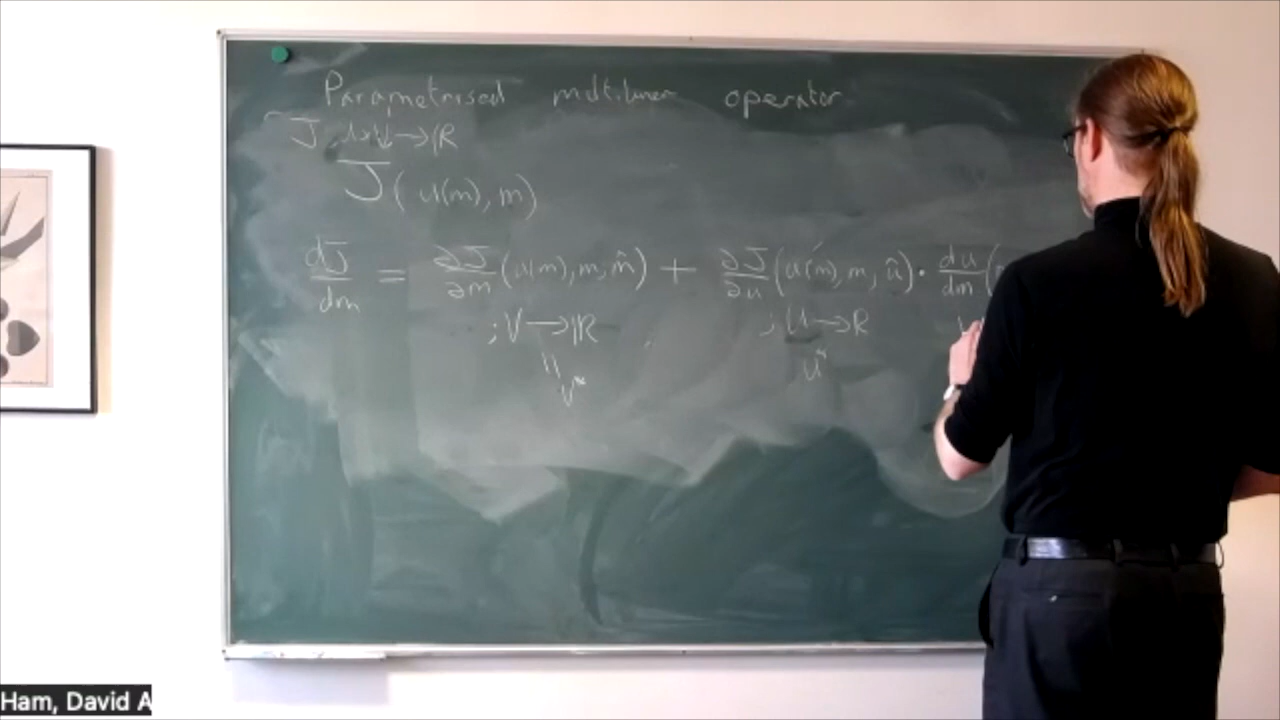 Parametrised multilinear operator
J U×V→ℝ
J(u(m), m)
dJ/dm = ∂J/∂m (u(m), m, m̂) + ∂J/∂u (u(m), m, û) · du/dm (
; V→ℝ ; U→ℝ
= V* U*
Ham, David A